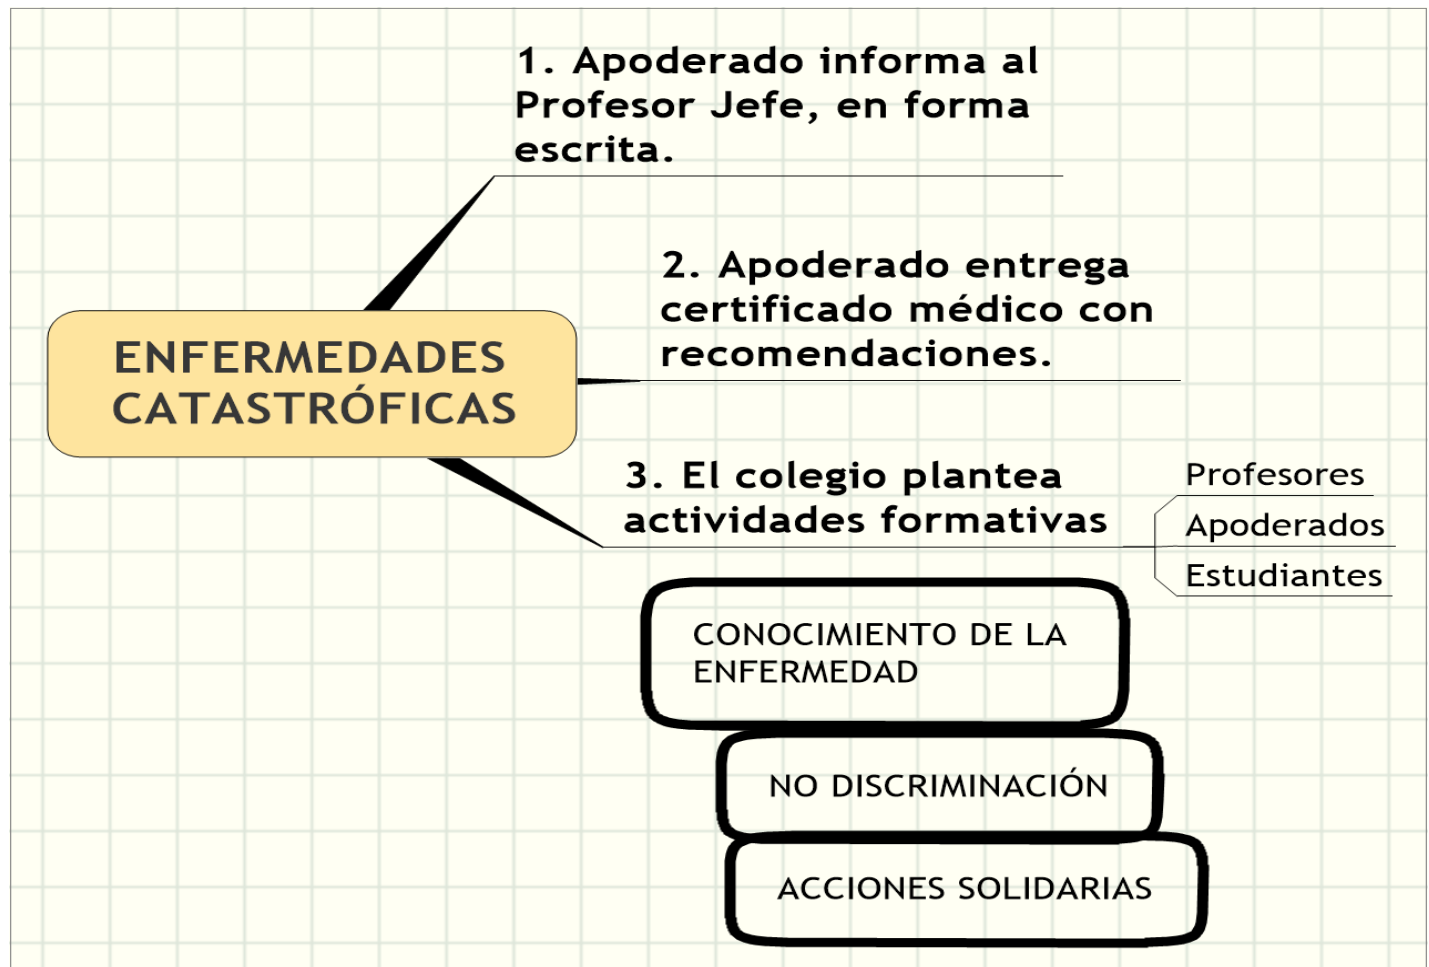 1. Apoderado informa al
Profesor Jefe, en forma
escrita.
2. Apoderado entrega
certificado médico con
recomendaciones.
ENFERMEDADES
CATASTRÓFICAS
3. El colegio plantea
actividades formativas
Profesores
Apoderados
Estudiantes
CONOCIMIENTO DE LA
ENFERMEDAD
NO DISCRIMINACIÓN
ACCIONES SOLIDARIAS